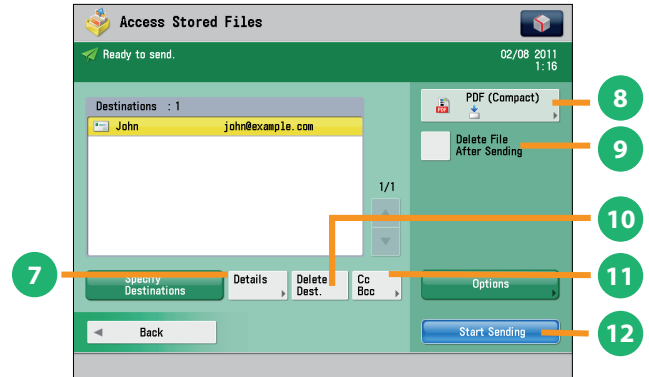 Access Stored Files
Ready to send.
02/08 2011
1:16
Destinations : 1
John john@example.com
1/1
PDF
PDF (Compact)
Delete File
After Sending
8
9
10
7
11
12
Specify
Destinations
Details
Delete
Dest.
Cc
Bcc
Options
Back
Start Sending